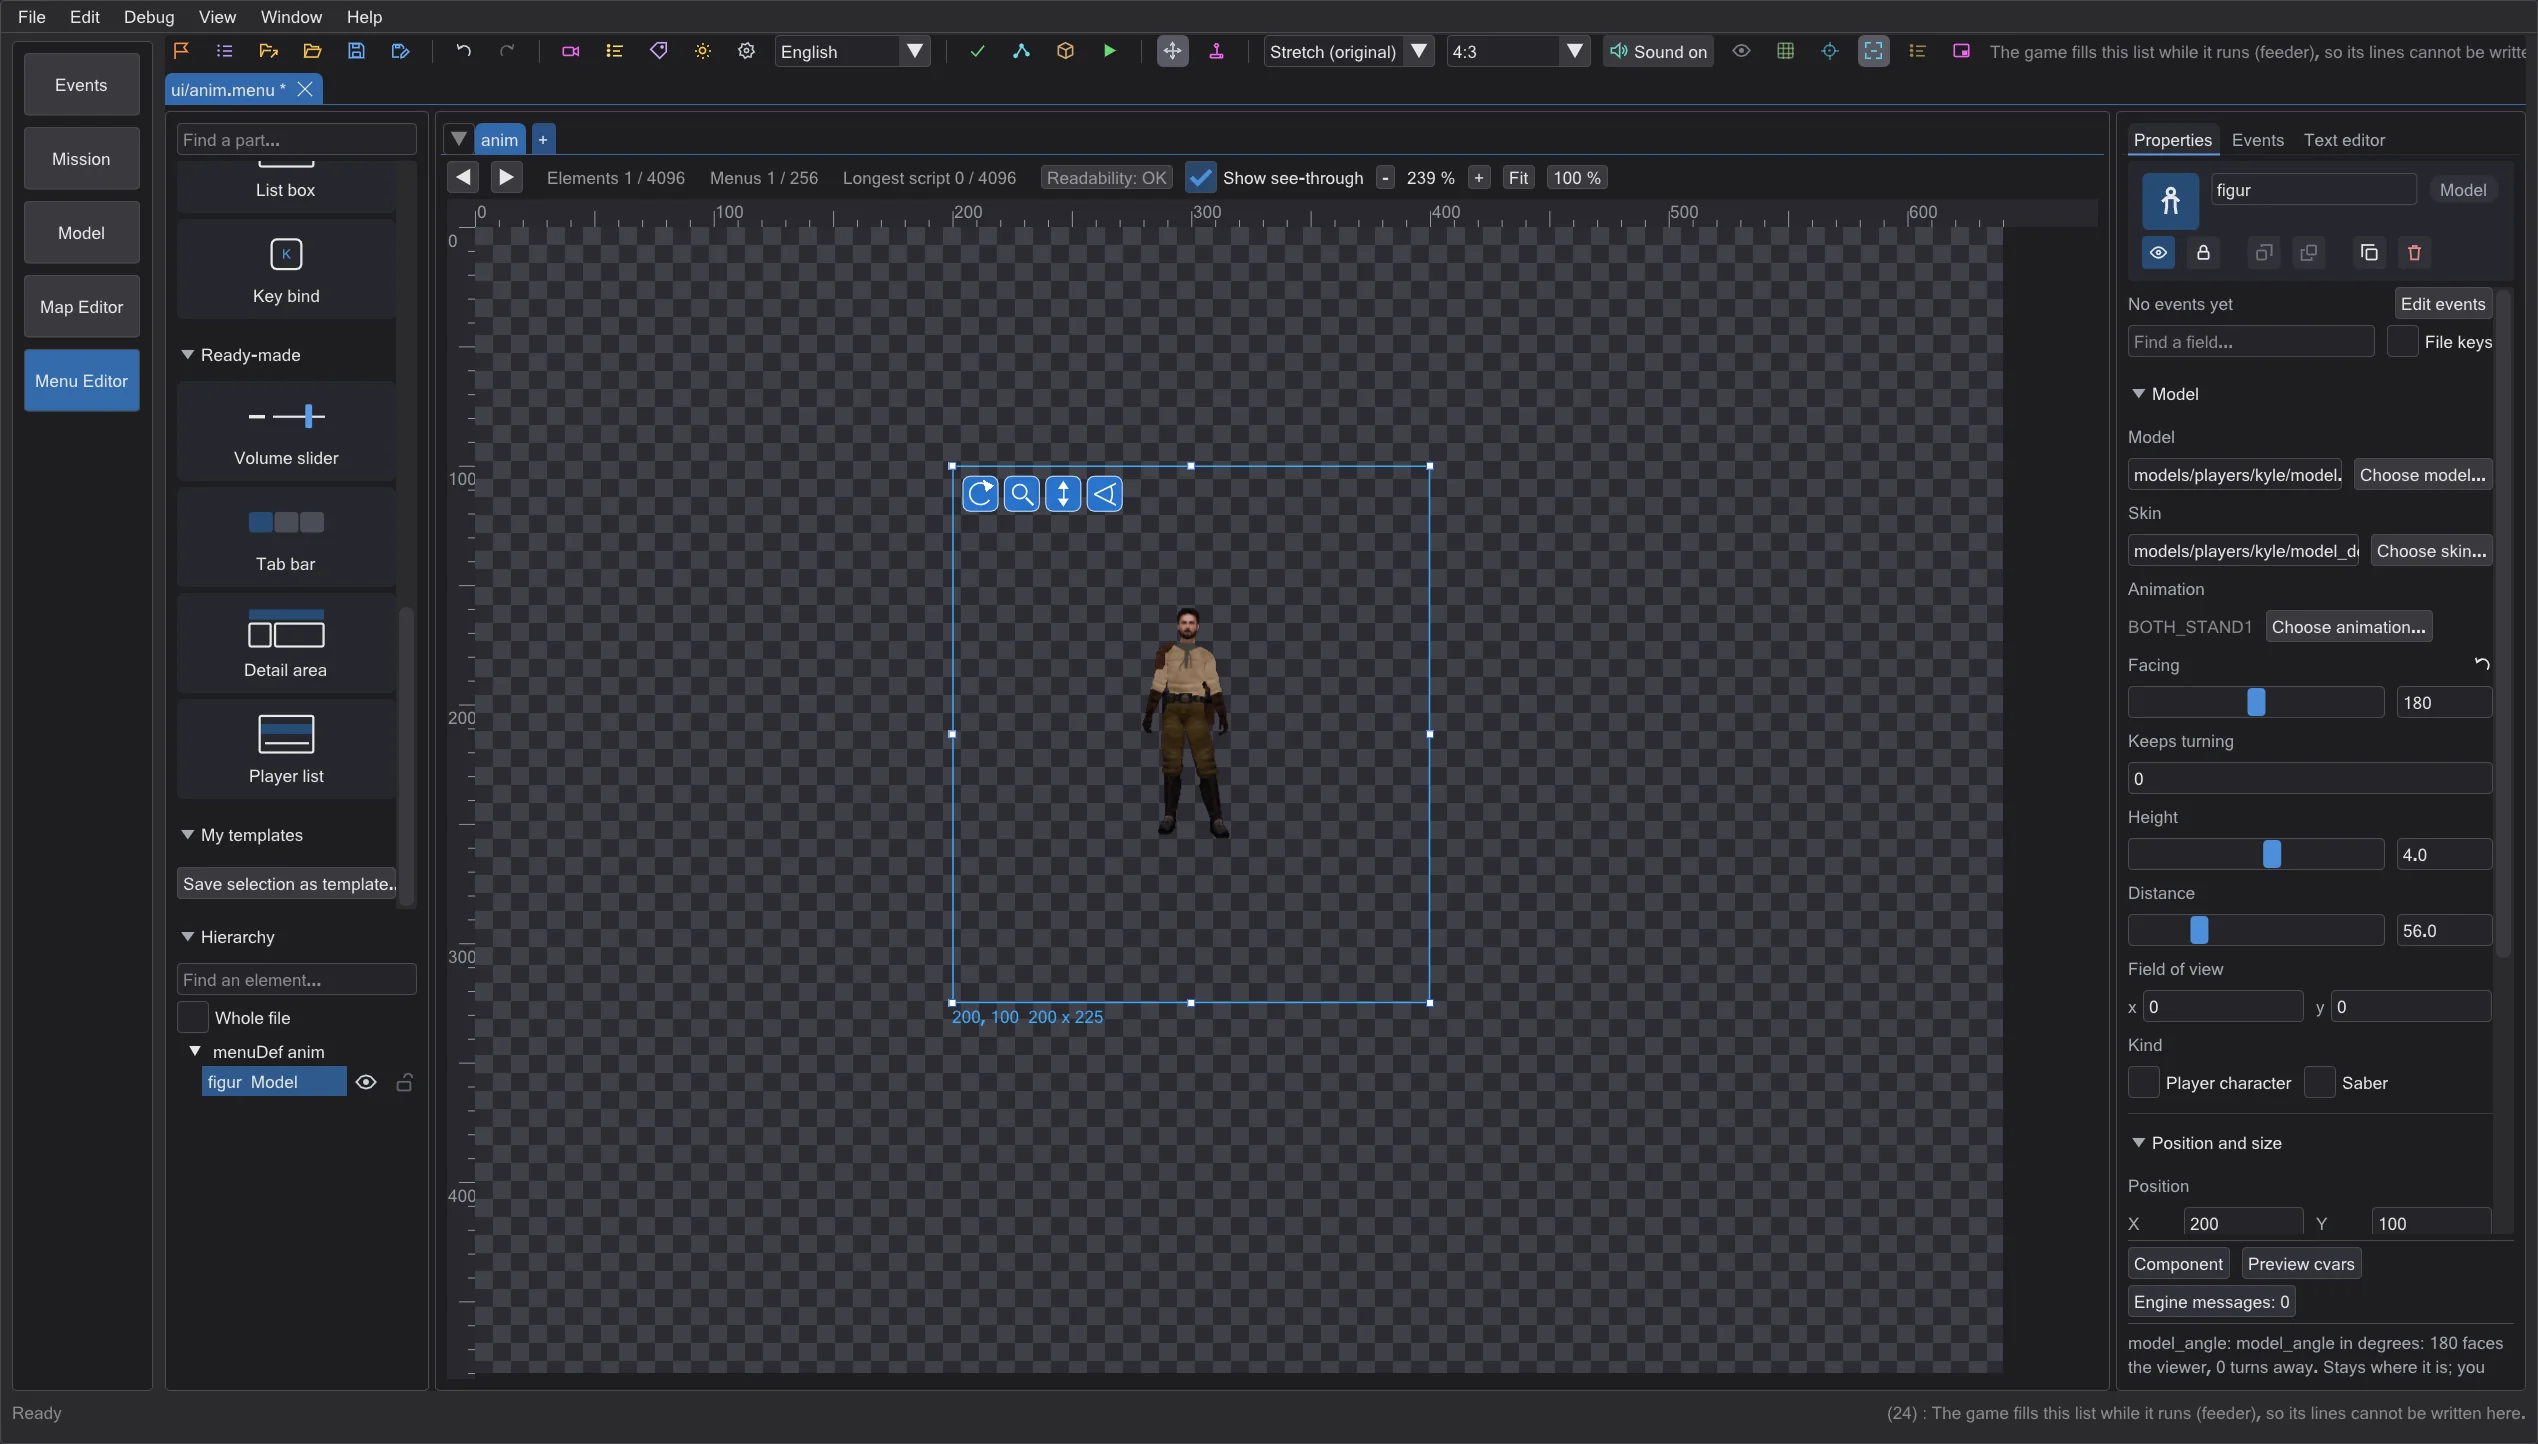 File Edit Debug View Window Help
English
Stretch (original)
4:3
Sound on
The game fills this list while it runs (feeder), so its lines cannot be writte
Events
Mission
Model
Map Editor
Menu Editor
ui/anim.menu *
Find a part...
List box
K
Key bind
Ready-made
Volume slider
Tab bar
Detail area
Player list
My templates
Save selection as template..
Hierarchy
Find an element...
Whole file
menuDef anim
figur Model
anim +
Elements 1 / 4096 Menus 1 / 256 Longest script 0 / 4096 Readability: OK Show see-through - 239 % + Fit 100 %
0 100 200 300 400 500 600
0
100
200
300
400
200, 100 200 x 225
Properties Events Text editor
figur Model
No events yet Edit events
Find a field... File keys
Model
Model
models/players/kyle/model. Choose model...
Skin
models/players/kyle/model_de Choose skin...
Animation
BOTH_STAND1 Choose animation...
Facing
180
Keeps turning
0
Height
4.0
Distance
56.0
Field of view
x 0 y 0
Kind
Player character Saber
Position and size
Position
X 200 Y 100
Component Preview cvars
Engine messages: 0
model_angle: model_angle in degrees: 180 faces
the viewer, 0 turns away. Stays where it is; you
Ready
(24) : The game fills this list while it runs (feeder), so its lines cannot be written here.